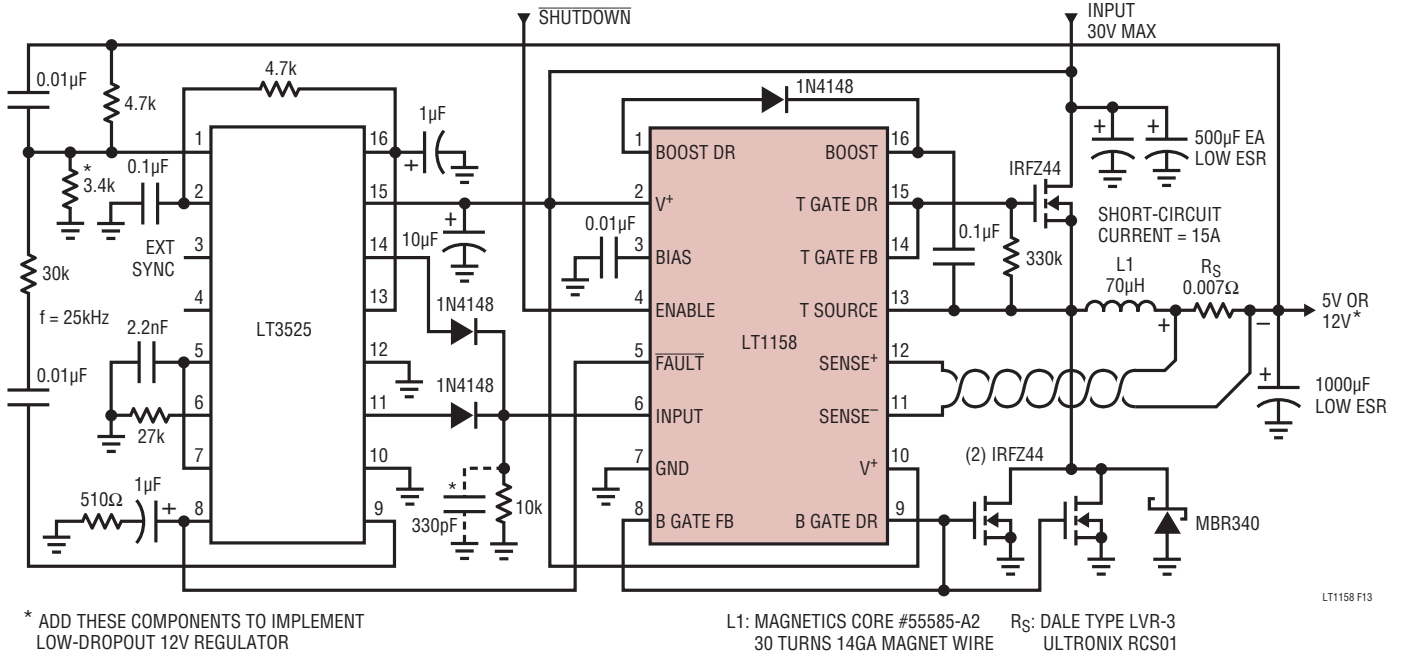 SHUTDOWN
INPUT
30V MAX
0.01µF
4.7k
4.7k
1µF
+
1N4148
+
+
500µF EA
LOW ESR
1
16
1
BOOST DR
BOOST
16
*
3.4k
0.1µF
IRFZ44
2
15
2
V+
T GATE DR
15
SHORT-CIRCUIT
CURRENT = 15A
EXT
SYNC
3
10µF
+
14
0.01µF
3
BIAS
T GATE FB
14
0.1µF
330k
30k
L1
70µH
RS
0.007Ω
4
13
4
ENABLE
T SOURCE
13
5V OR
12V*
f = 25kHz
LT3525
1N4148
LT1158
+
–
2.2nF
5
12
5
FAULT
SENSE+
12
0.01µF
1N4148
+
1000µF
LOW ESR
27k
6
11
6
INPUT
SENSE–
11
7
10
7
GND
V+
10
(2) IRFZ44
510Ω
1µF
+
*
330pF
10k
8
9
8
B GATE FB
B GATE DR
9
MBR340
LT1158 F13
* ADD THESE COMPONENTS TO IMPLEMENT
LOW-DROPOUT 12V REGULATOR
L1: MAGNETICS CORE #55585-A2
30 TURNS 14GA MAGNET WIRE
RS: DALE TYPE LVR-3
ULTRONIX RCS01